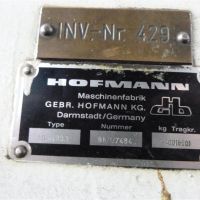 INV.-Nr. 429
HOFMANN
Maschinenfabrik
GEBR. HOFMANN KG.
Darmstadt/Germany
Type Nummer kg Tragkr.